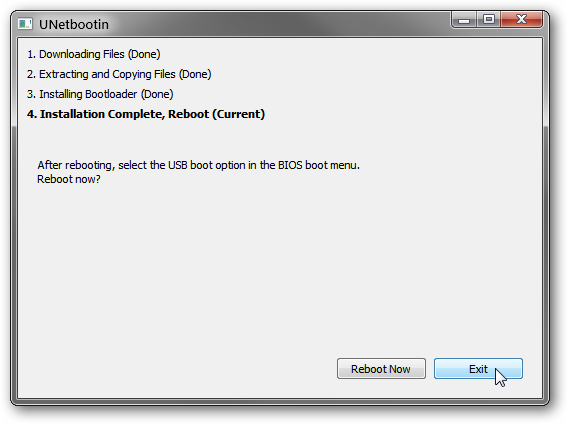 UNetbootin
1. Downloading Files (Done)
2. Extracting and Copying Files (Done)
3. Installing Bootloader (Done)
4. Installation Complete, Reboot (Current)
After rebooting, select the USB boot option in the BIOS boot menu.
Reboot now?
Reboot Now
Exit